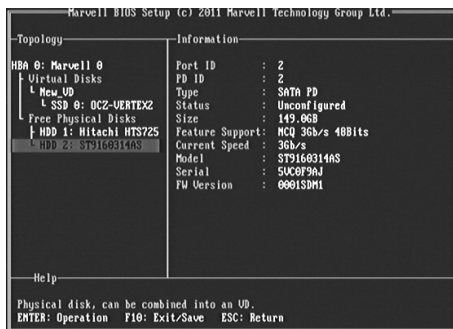 Marvell BIOS Setup (c) 2011 Marvell Technology Group Ltd.
Topology
HBA 0: Marvell 0
Virtual Disks
New_VD
SSD 0: OCZ-VERTEX2
Free Physical Disks
HDD 1: Hitachi HTS725
HDD 2: ST9160314AS
Information
Port ID : 2
PD ID : 2
Type : SATA PD
Status : Unconfigured
Size : 149.0GB
Feature Support: NCQ 3Gb/s 48Bits
Current Speed : 3Gb/s
Model : ST9160314AS
Serial : 5VC0F9AJ
FW Version : 0001SDM1
Help
Physical disk, can be combined into an VD.
ENTER: Operation F10: Exit/Save ESC: Return